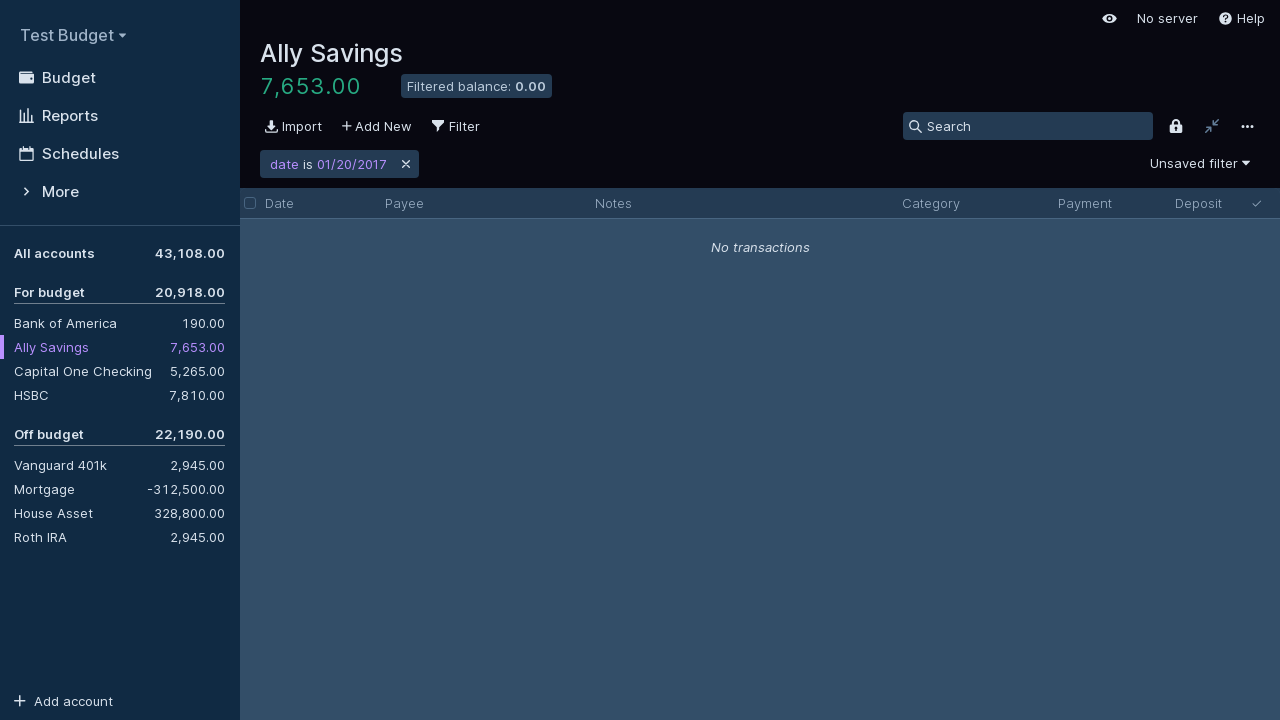 Test Budget
Budget
Reports
Schedules
More
All accounts 43,108.00
For budget 20,918.00
Bank of America 190.00
Ally Savings 7,653.00
Capital One Checking 5,265.00
HSBC 7,810.00
Off budget 22,190.00
Vanguard 401k 2,945.00
Mortgage -312,500.00
House Asset 328,800.00
Roth IRA 2,945.00
Add account
No server Help
Ally Savings
7,653.00 Filtered balance: 0.00
Import Add New Filter Search
date is 01/20/2017 Unsaved filter
Date Payee Notes Category Payment Deposit
No transactions